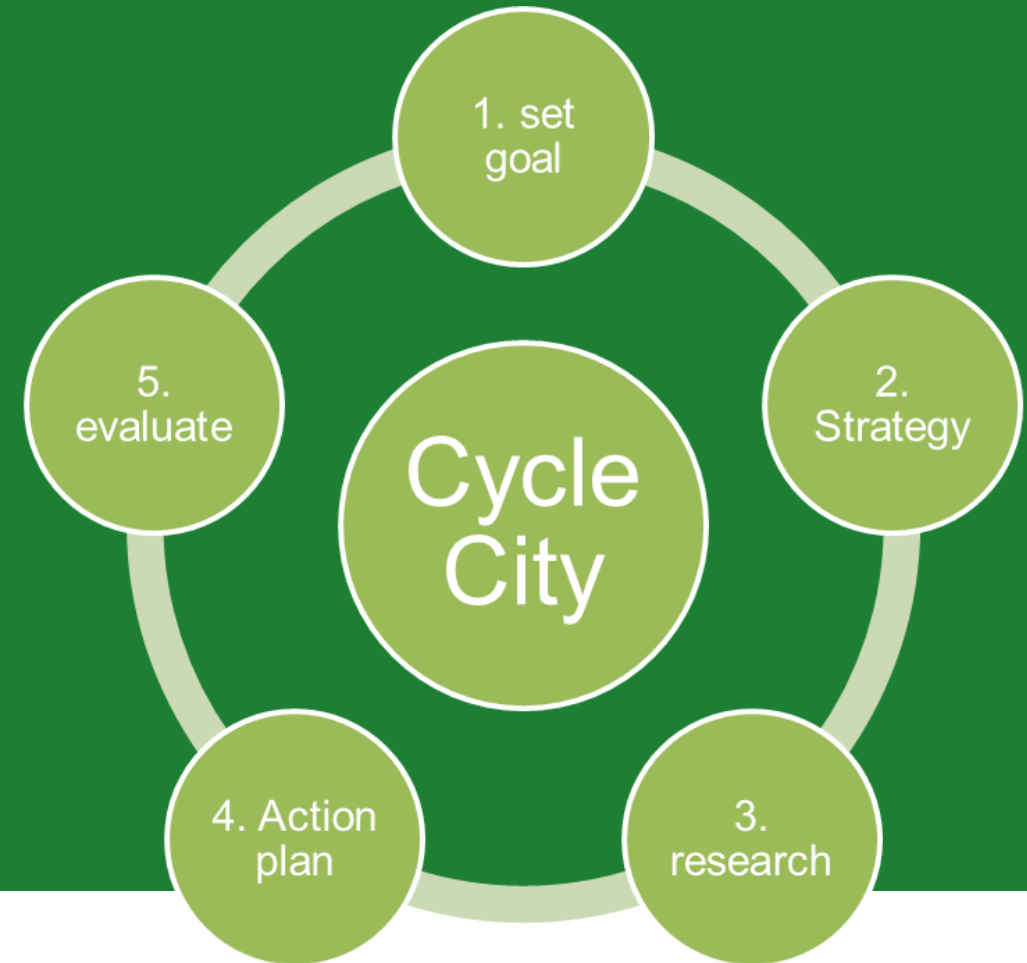 1. set
goal
2.
Strategy
3.
research
4. Action
plan
5.
evaluate
Cycle
City